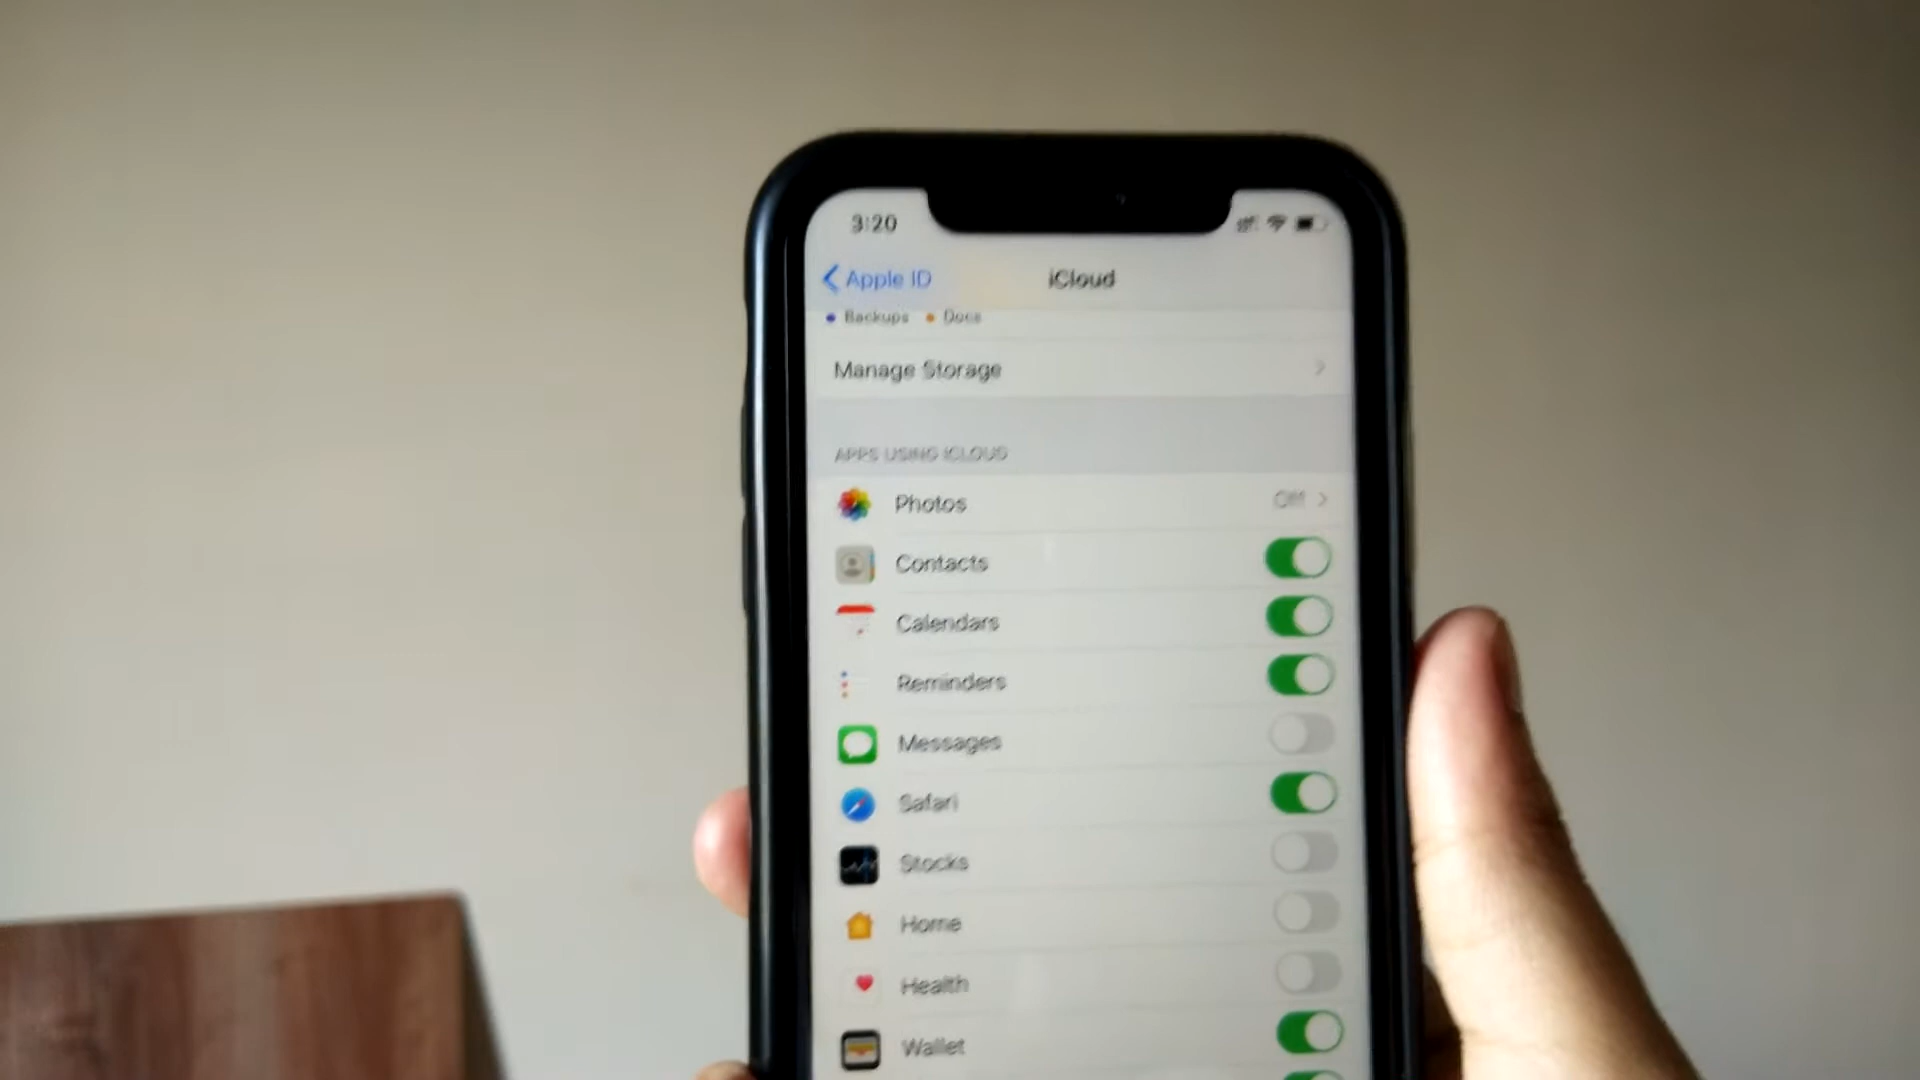 3:20
Apple ID
iCloud
Backups Docs
Manage Storage
APPS USING ICLOUD
Photos Off
Contacts
Calendars
Reminders
Messages
Safari
Stocks
Home
Health
Wallet